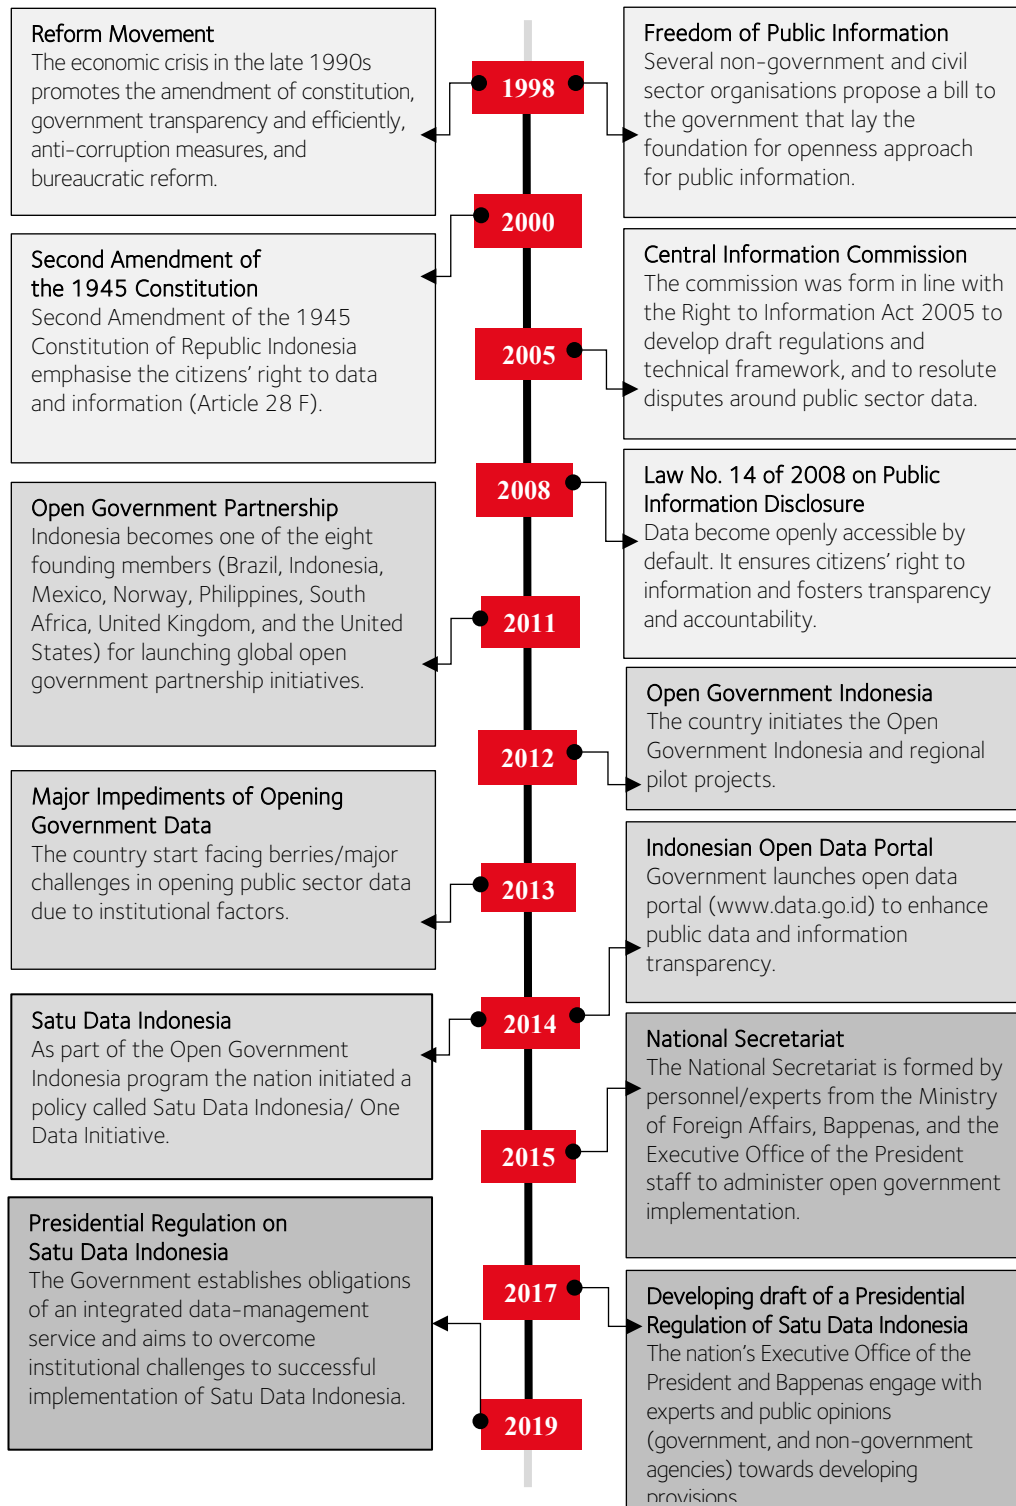 Reform Movement
The economic crisis in the late 1990s
promotes the amendment of constitution,
government transparency and efficiently,
anti-corruption measures, and
bureaucratic reform.
1998
Freedom of Public Information
Several non-government and civil
sector organisations propose a bill to
the government that lay the
foundation for openness approach
for public information.
2000
Second Amendment of
the 1945 Constitution
Second Amendment of the 1945
Constitution of Republic Indonesia
emphasise the citizens' right to data
and information (Article 28 F).
2005
Central Information Commission
The commission was form in line with
the Right to Information Act 2005 to
develop draft regulations and
technical framework, and to resolute
disputes around public sector data.
2008
Law No. 14 of 2008 on Public
Information Disclosure
Data become openly accessible by
default. It ensures citizens' right to
information and fosters transparency
and accountability.
Open Government Partnership
Indonesia becomes one of the eight
founding members (Brazil, Indonesia,
Mexico, Norway, Philippines, South
Africa, United Kingdom, and the United
States) for launching global open
government partnership initiatives.
2011
2012
Open Government Indonesia
The country initiates the Open
Government Indonesia and regional
pilot projects.
Major Impediments of Opening
Government Data
The country start facing berries/major
challenges in opening public sector data
due to institutional factors.
2013
Indonesian Open Data Portal
Government launches open data
portal (www.data.go.id) to enhance
public data and information
transparency.
2014
Satu Data Indonesia
As part of the Open Government
Indonesia program the nation initiated a
policy called Satu Data Indonesia/ One
Data Initiative.
2015
National Secretariat
The National Secretariat is formed by
personnel/experts from the Ministry
of Foreign Affairs, Bappenas, and the
Executive Office of the President
staff to administer open government
implementation.
2017
Developing draft of a Presidential
Regulation of Satu Data Indonesia
The nation's Executive Office of the
President and Bappenas engage with
experts and public opinions
(government, and non-government
agencies) towards developing
provisions
Presidential Regulation on
Satu Data Indonesia
The Government establishes obligations
of an integrated data-management
service and aims to overcome
institutional challenges to successful
implementation of Satu Data Indonesia.
2019